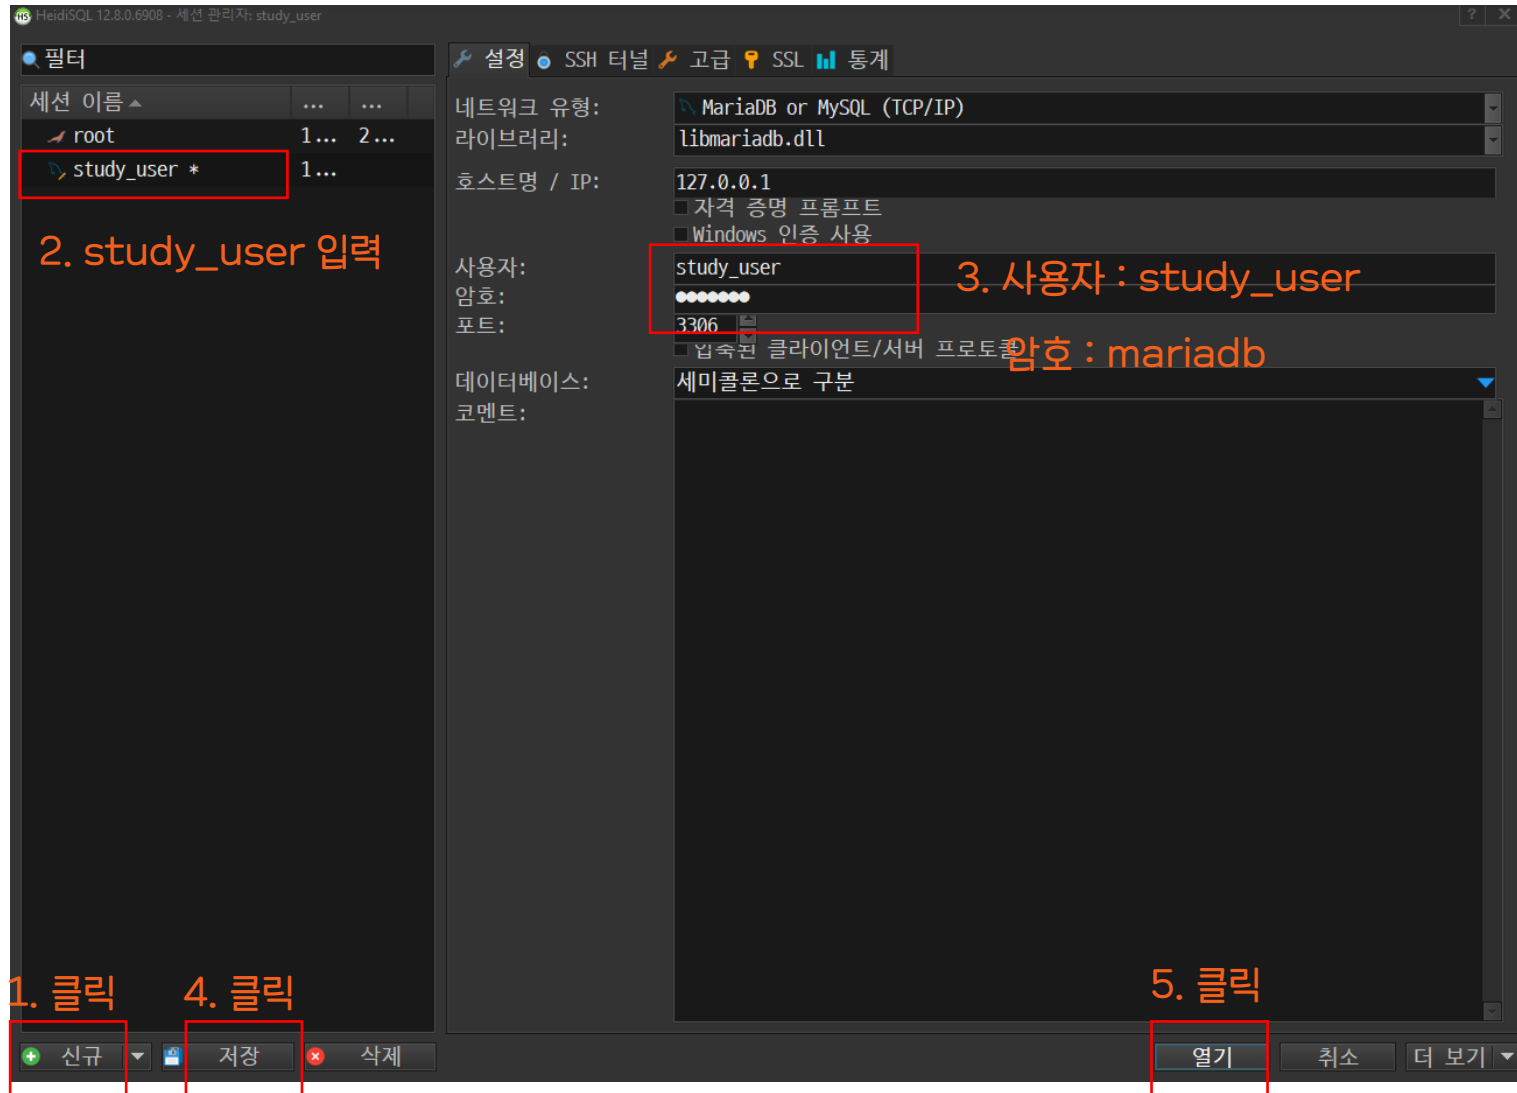 HeidiSQL 12.8.0.6908 - 세션 관리자: study_user
필터
세션 이름 ... ...
root 1... 2...
study_user * 1...
2. study_user 입력
설정 SSH 터널 고급 SSL 통계
네트워크 유형: MariaDB or MySQL (TCP/IP)
라이브러리: libmariadb.dll
호스트명 / IP: 127.0.0.1
자격 증명 프롬프트
Windows 인증 사용
사용자: study_user
암호: ●●●●●●●
3. 사용자 : study_user
포트: 3306
압축된 클라이언트/서버 프로토콜
암호 : mariadb
데이터베이스: 세미콜론으로 구분
코멘트:
1. 클릭
4. 클릭
5. 클릭
신규 저장 삭제
열기 취소 더 보기